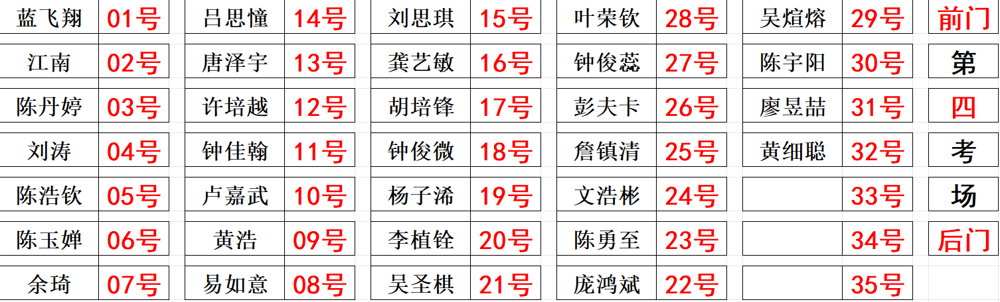 蓝飞翔 01号 吕思憧 14号 刘思琪 15号 叶荣钦 28号 吴煊熔 29号 前门
江南 02号 唐泽宇 13号 龚艺敏 16号 钟俊蕊 27号 陈宇阳 30号 第
陈丹婷 03号 许培越 12号 胡培锋 17号 彭夫卡 26号 廖昱喆 31号 四
刘涛 04号 钟佳翰 11号 钟俊微 18号 詹镇清 25号 黄细聪 32号 考
陈浩钦 05号 卢嘉武 10号 杨子浠 19号 文浩彬 24号 33号 场
陈玉婵 06号 黄浩 09号 李植铨 20号 陈勇至 23号 34号 后门
余琦 07号 易如意 08号 吴圣棋 21号 庞鸿斌 22号 35号